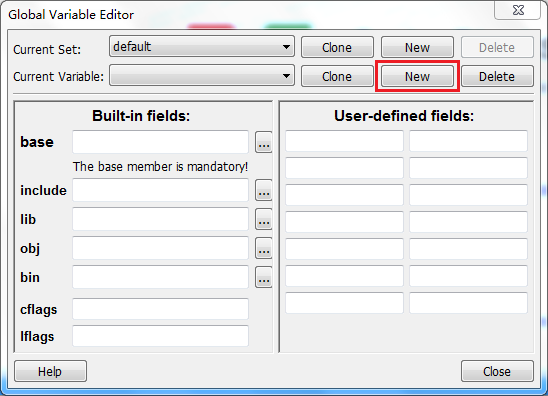 Global Variable Editor
Current Set: default Clone New Delete
Current Variable: Clone New Delete
Built-in fields: User-defined fields:
base ...
The base member is mandatory!
include ...
lib ...
obj ...
bin ...
cflags
lflags
Help Close